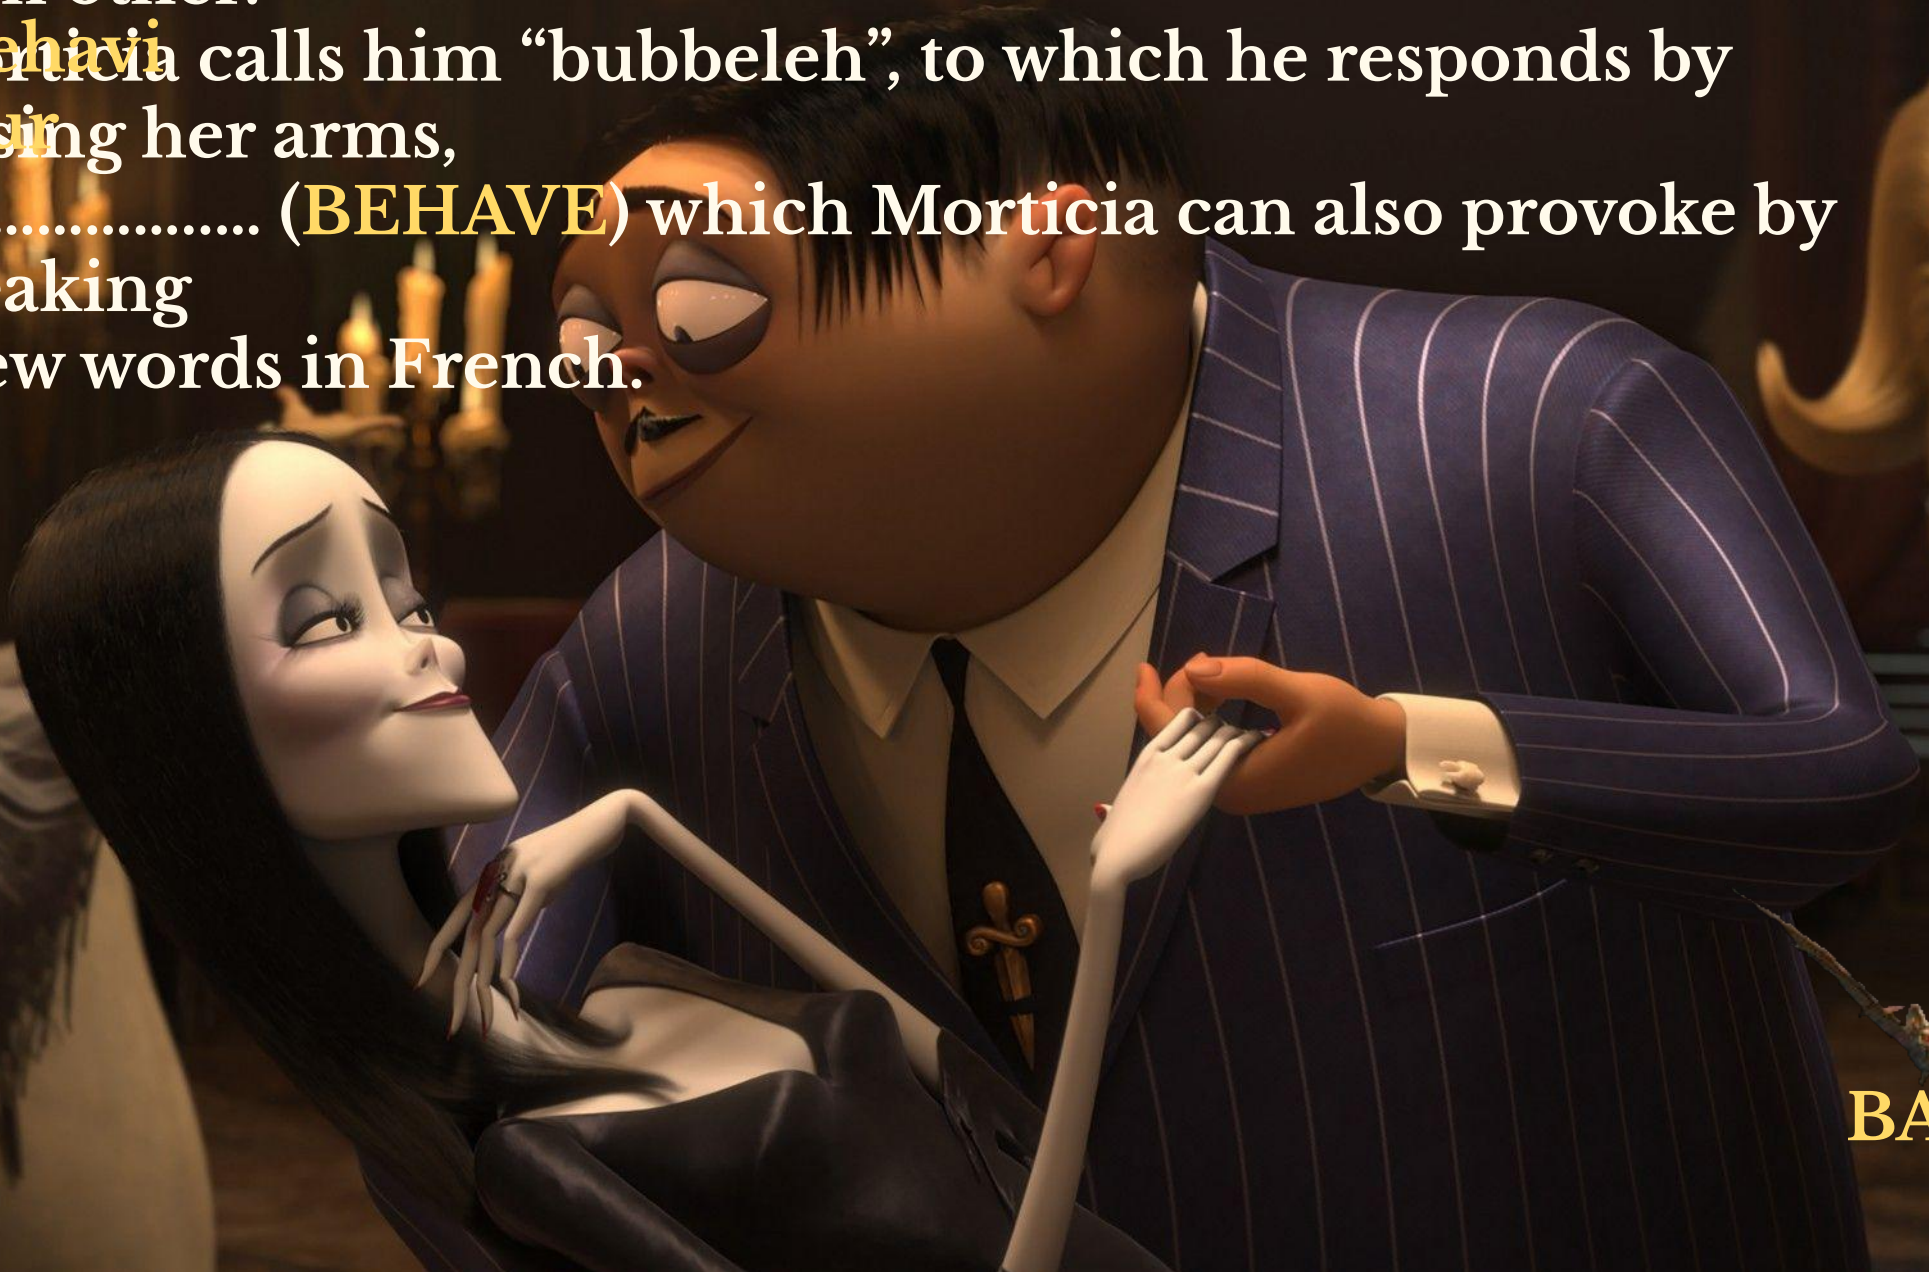 other.
calls him “bubbeleh”, to which he responds by
her arms,
................. (BEHAVE) which Morticia can also provoke by
words in French.